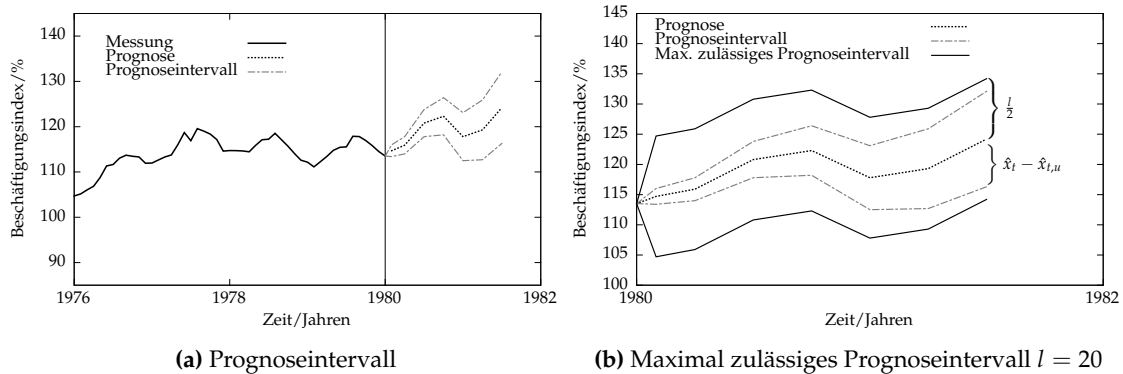 145
140
130
120
110
100
90
Beschäftigungsindex/%
Messung
Prognose
Prognoseintervall
1976
1978
1980
1982
Zeit/Jahren
(a) Prognoseintervall
145
140
135
130
125
120
115
110
105
100
Beschäftigungsindex/%
Prognose
Prognoseintervall
Max. zulässiges Prognoseintervall
l/2
x̂ₜ − x̂ₜ,ᵤ
1980
1982
Zeit/Jahren
(b) Maximal zulässiges Prognoseintervall l = 20